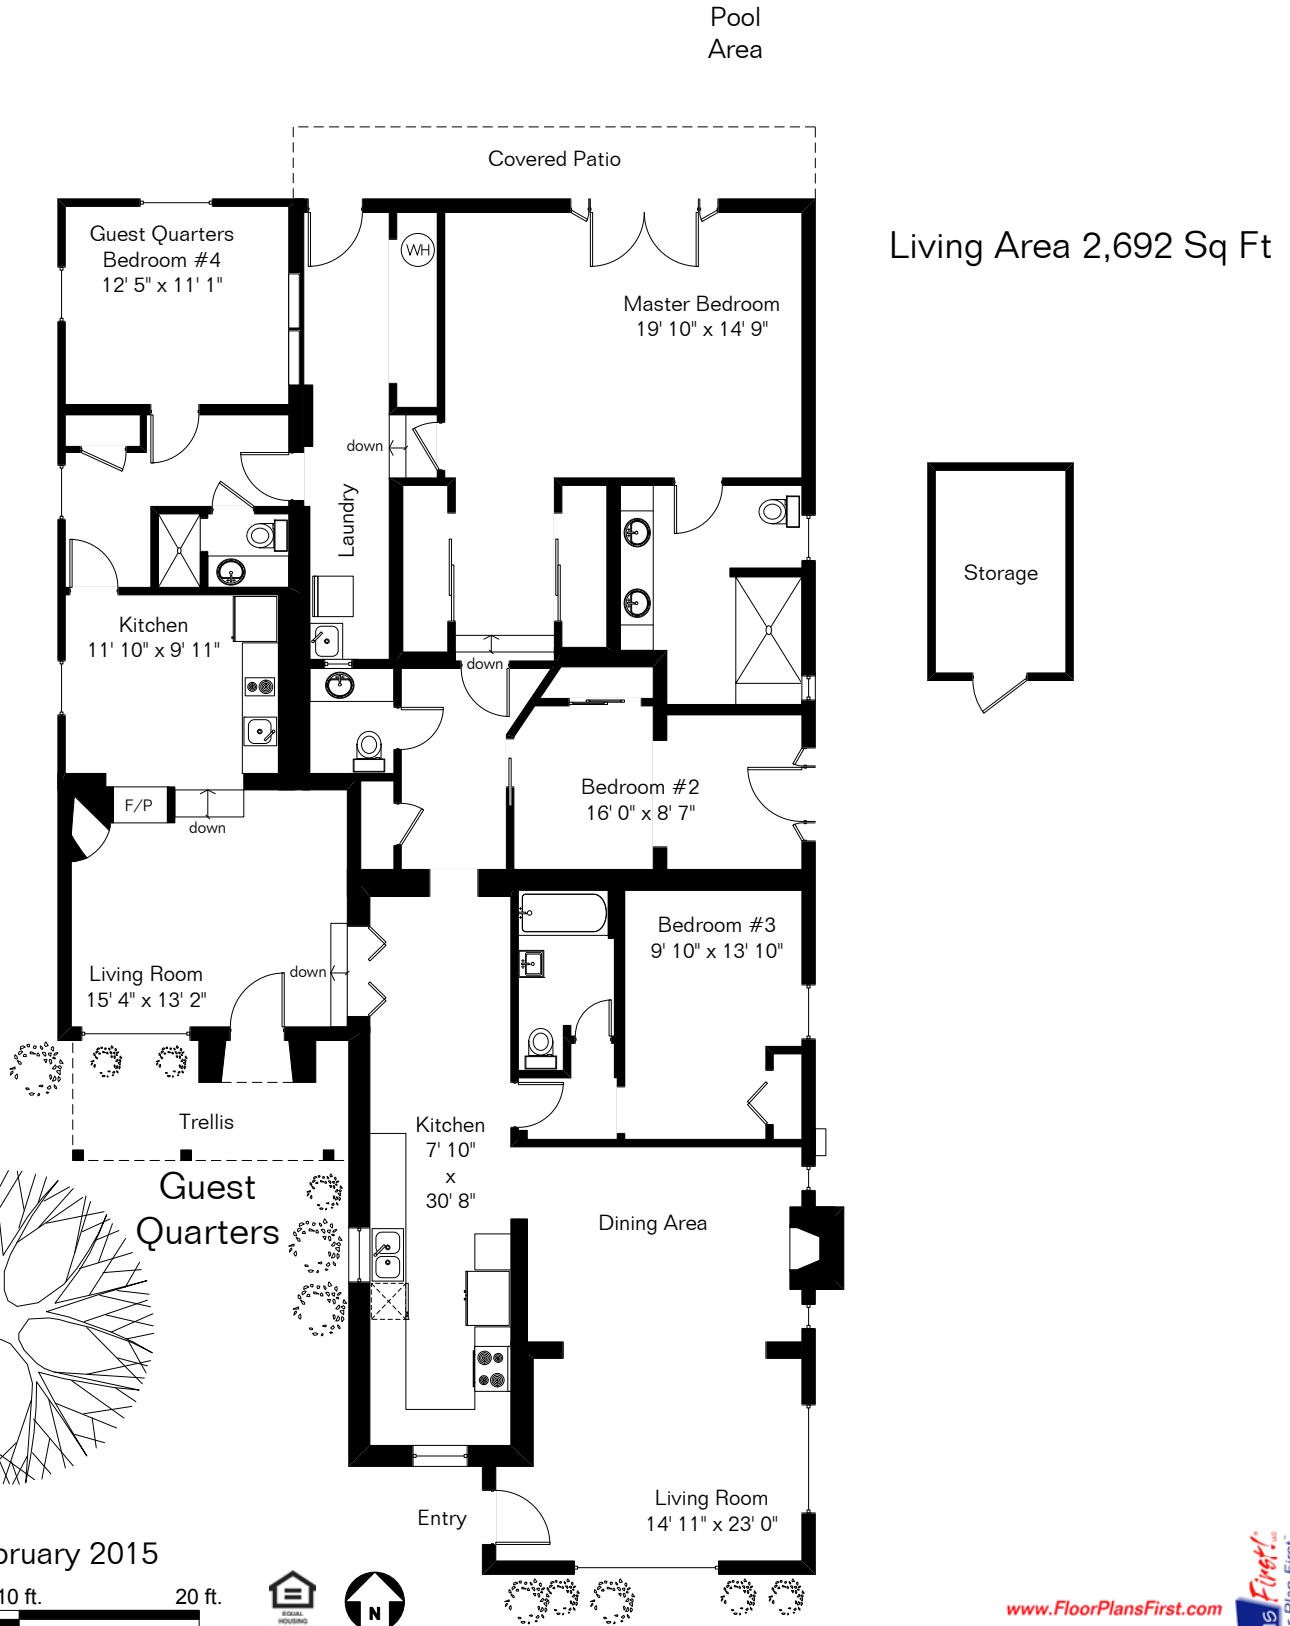 Pool
Area
Covered Patio
Guest Quarters
Bedroom #4
12' 5" x 11' 1"
WH
Living Area 2,692 Sq Ft
Master Bedroom
19' 10" x 14' 9"
down
Laundry
Storage
Kitchen
11' 10" x 9' 11"
down
Bedroom #2
16' 0" x 8' 7"
F/P
down
Bedroom #3
9' 10" x 13' 10"
Living Room
15' 4" x 13' 2"
down
Trellis
Kitchen
7' 10"
x
30' 8"
Guest
Quarters
Dining Area
Living Room
14' 11" x 23' 0"
Entry
bruary 2015
10 ft.
20 ft.
EQUAL
HOUSING
N
www.FloorPlansFirst.com
First!